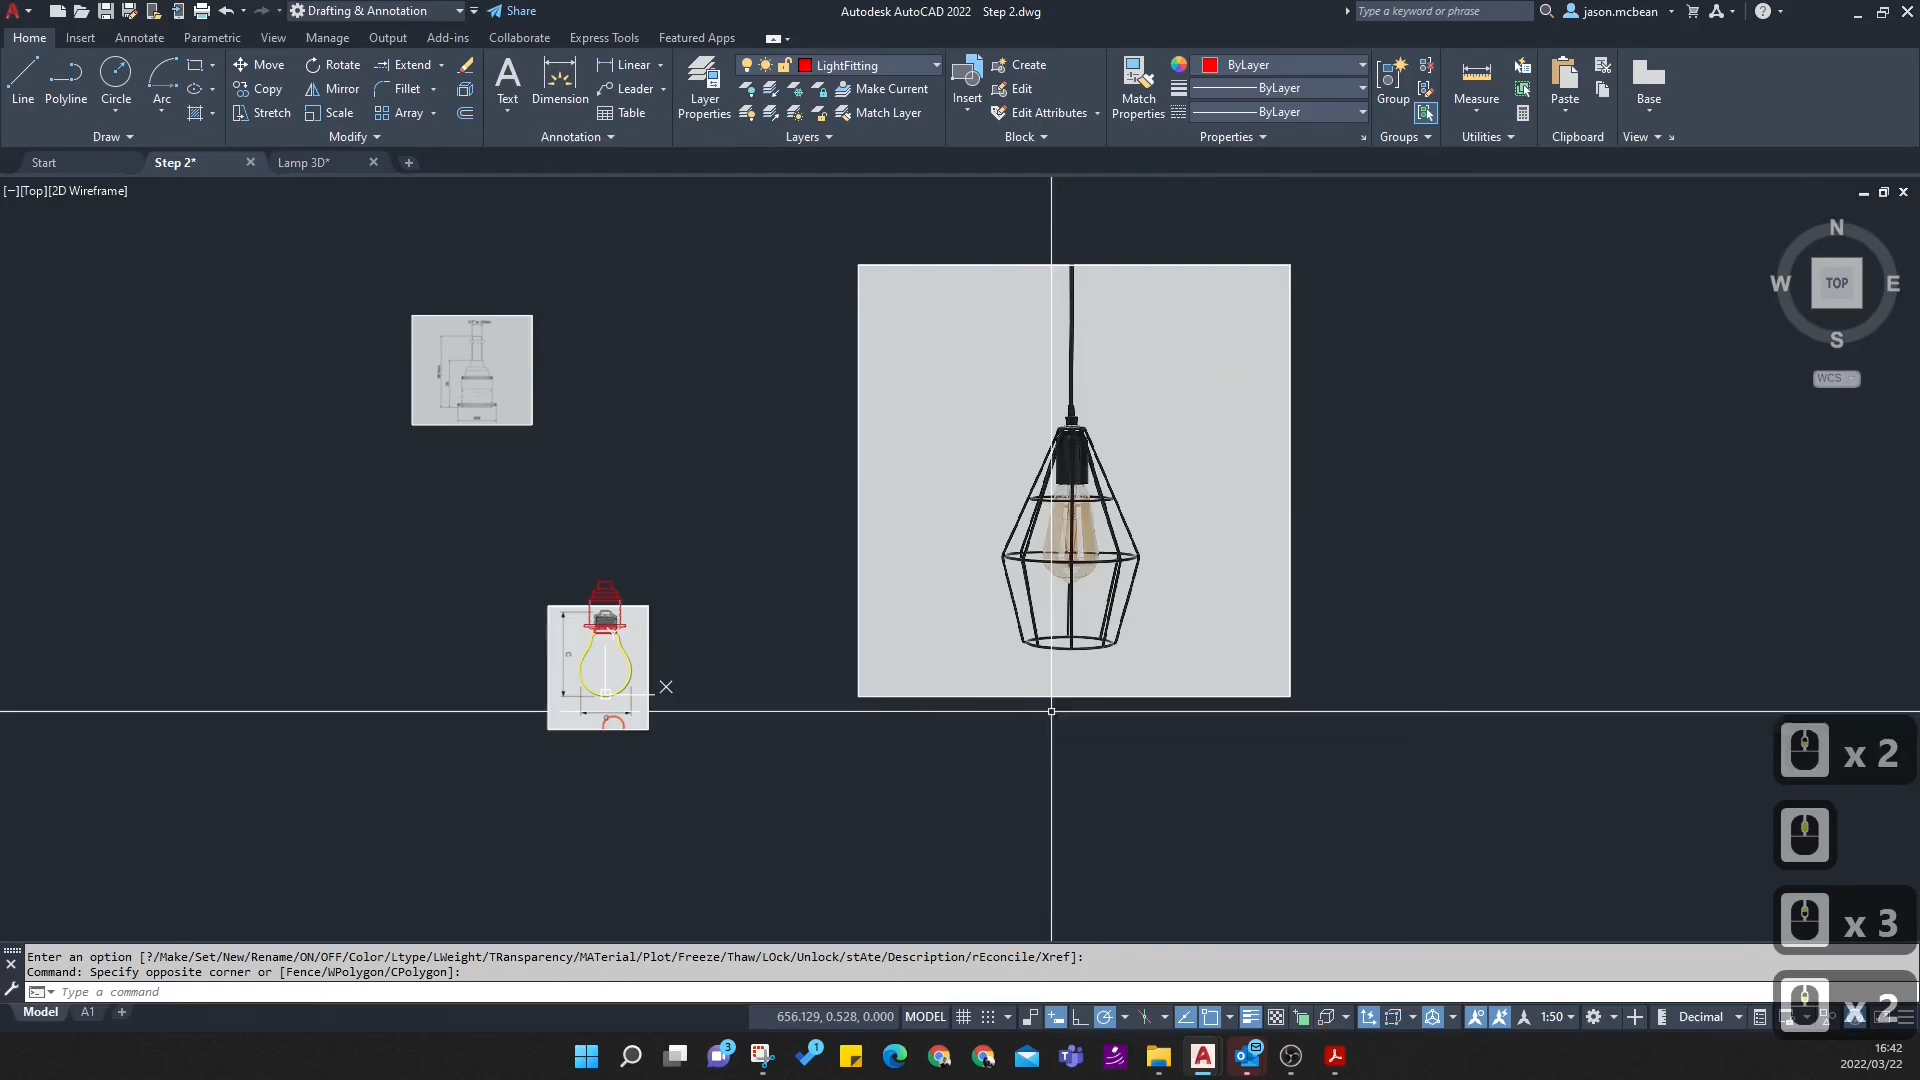 Drafting & Annotation
Share
Autodesk AutoCAD 2022 Step 2.dwg
Type a keyword or phrase
jason.mcbean
Home Insert Annotate Parametric View Manage Output Add-ins Collaborate Express Tools Featured Apps
Line
Polyline
Circle
Arc
Draw
Move
Rotate
Extend
Copy
Mirror
Fillet
Stretch
Scale
Array
Modify
Text
Dimension
Linear
Leader
Table
Annotation
Layer
Properties
LightFitting
Make Current
Match Layer
Layers
Insert
Create
Edit
Edit Attributes
Block
Match
Properties
ByLayer
ByLayer
ByLayer
Properties
Group
Groups
Measure
Utilities
Paste
Clipboard
Base
View
Start
Step 2*
Lamp 3D*
[−][Top][2D Wireframe]
N
W
TOP
E
S
WCS
x 2
x 3
x 2
Enter an option [?/Make/Set/New/Rename/ON/OFF/Color/Ltype/LWeight/TRansparency/MATerial/Plot/Freeze/Thaw/LOck/Unlock/stAte/Description/rEconcile/Xref]:
Command: Specify opposite corner or [Fence/WPolygon/CPolygon]:
Type a command
Model
A1
656.129, 0.528, 0.000
MODEL
1:50
Decimal
3
1
16:42
2022/03/22